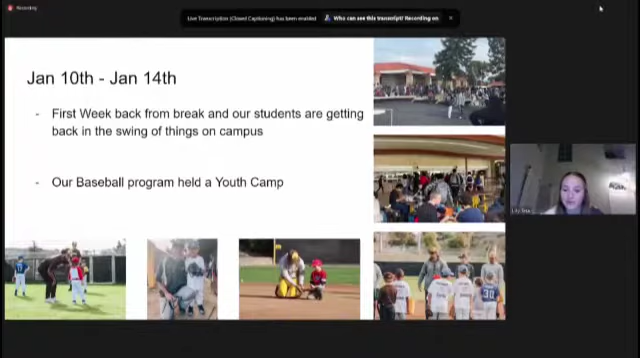 Recording
Live Transcription (Closed Captioning) has been enabled
Who can see this transcript? Recording on
Jan 10th - Jan 14th
- First Week back from break and our students are getting
back in the swing of things on campus
- Our Baseball program held a Youth Camp